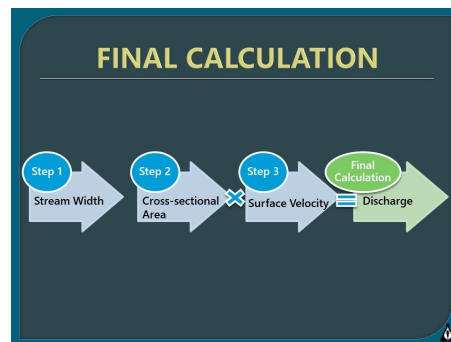 FINAL CALCULATION
Step 1
Stream Width
Step 2
Cross-sectional
Area
Step 3
Surface Velocity
Final
Calculation
Discharge